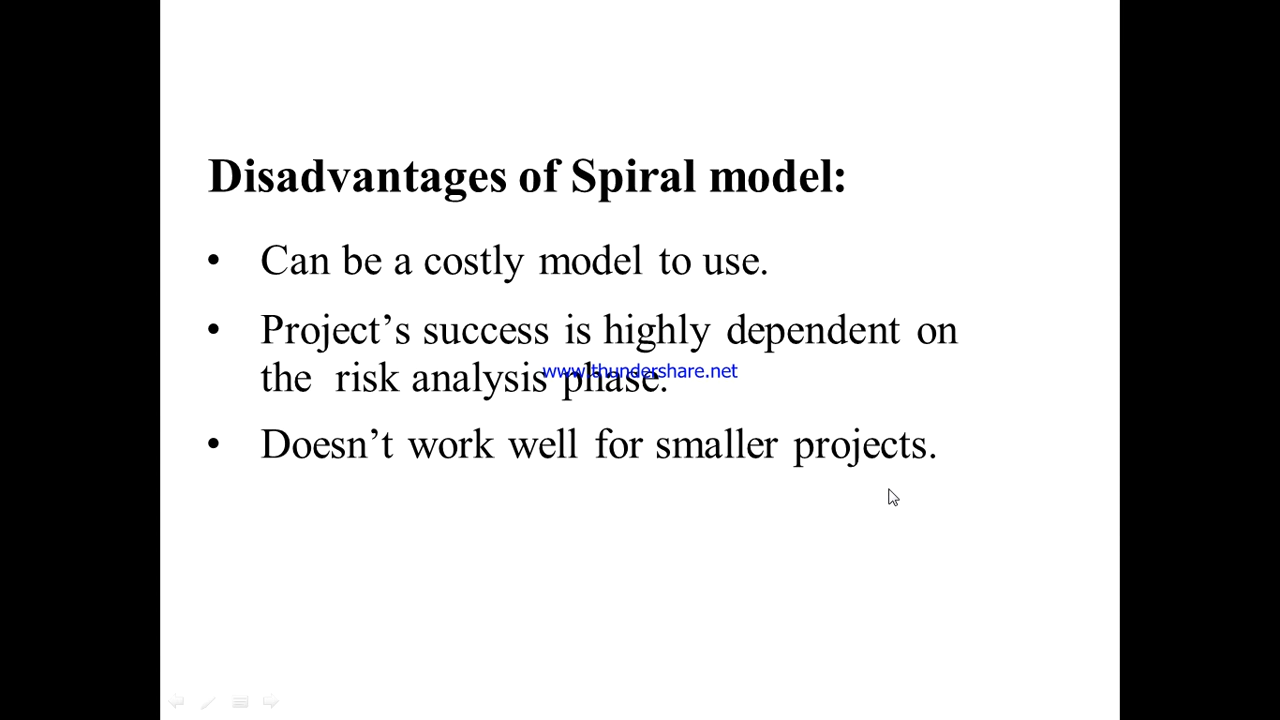 Disadvantages of Spiral model:
• Can be a costly model to use.
• Project’s success is highly dependent on
the risk analysis phase.
www.thundershare.net
• Doesn’t work well for smaller projects.